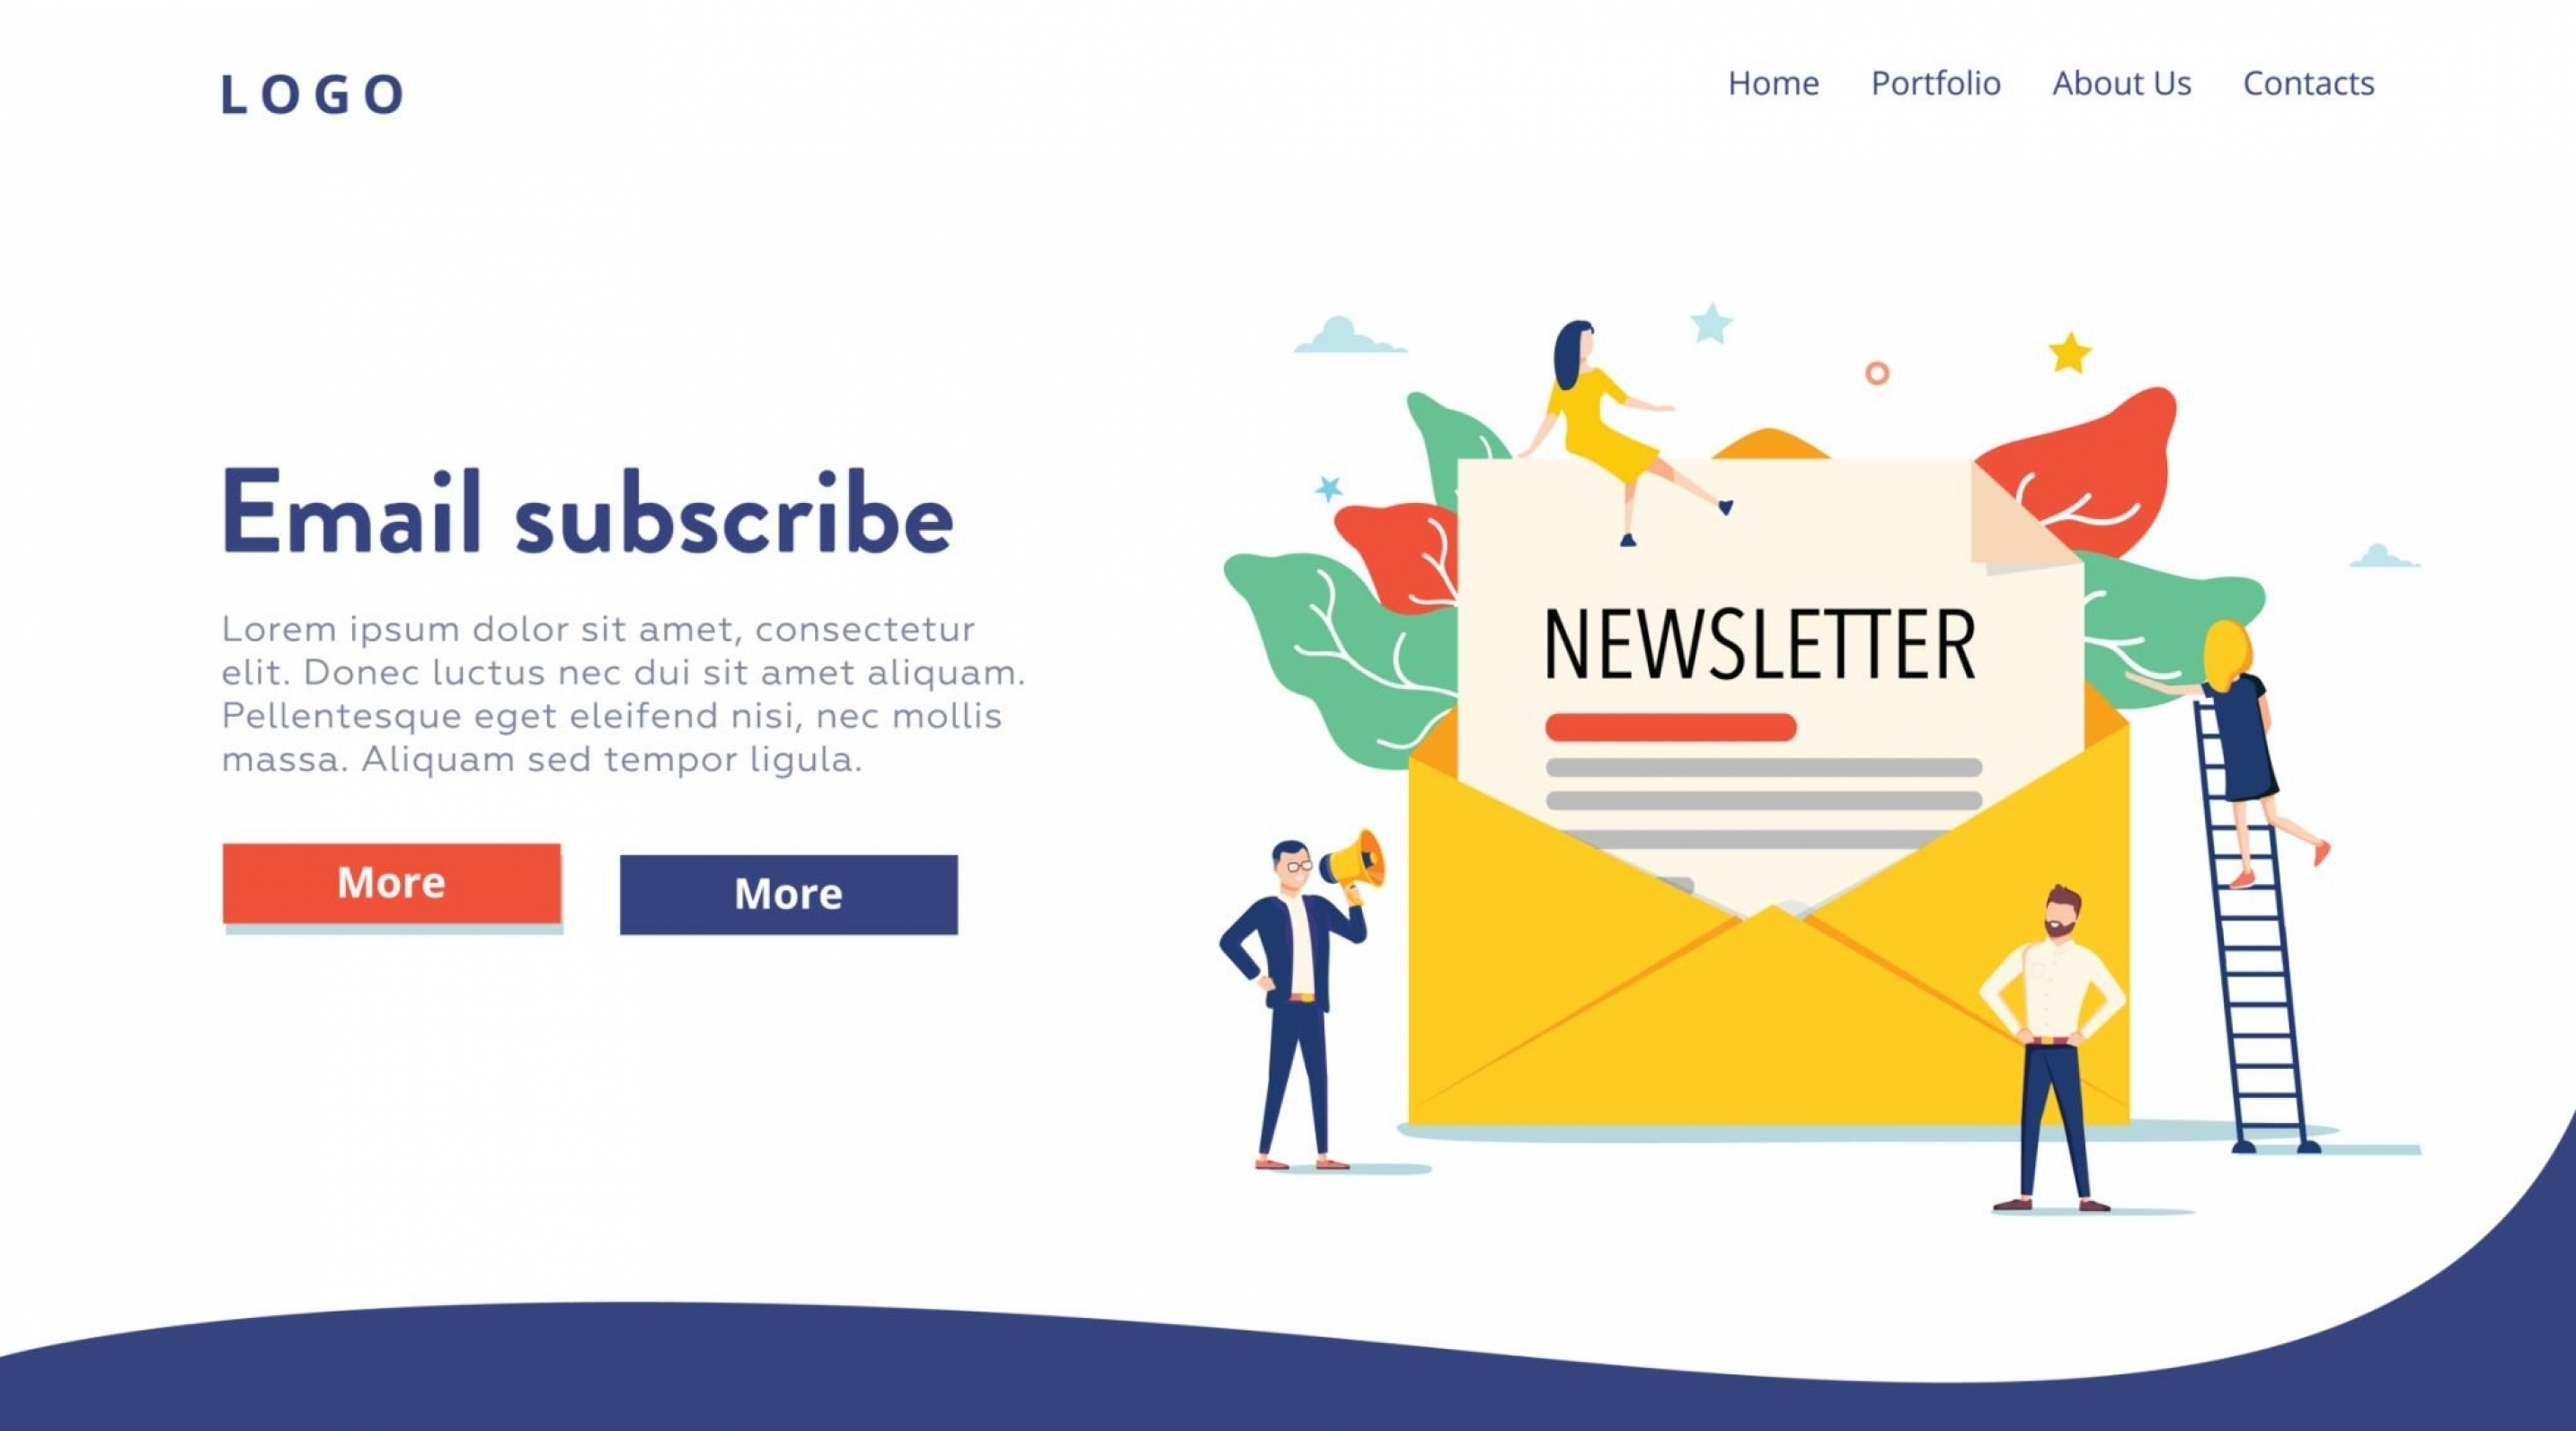 LOGO
Home Portfolio About Us Contacts
Email subscribe
Lorem ipsum dolor sit amet, consectetur
elit. Donec luctus nec dui sit amet aliquam.
Pellentesque eget eleifend nisi, nec mollis
massa. Aliquam sed tempor ligula.
More
More
NEWSLETTER